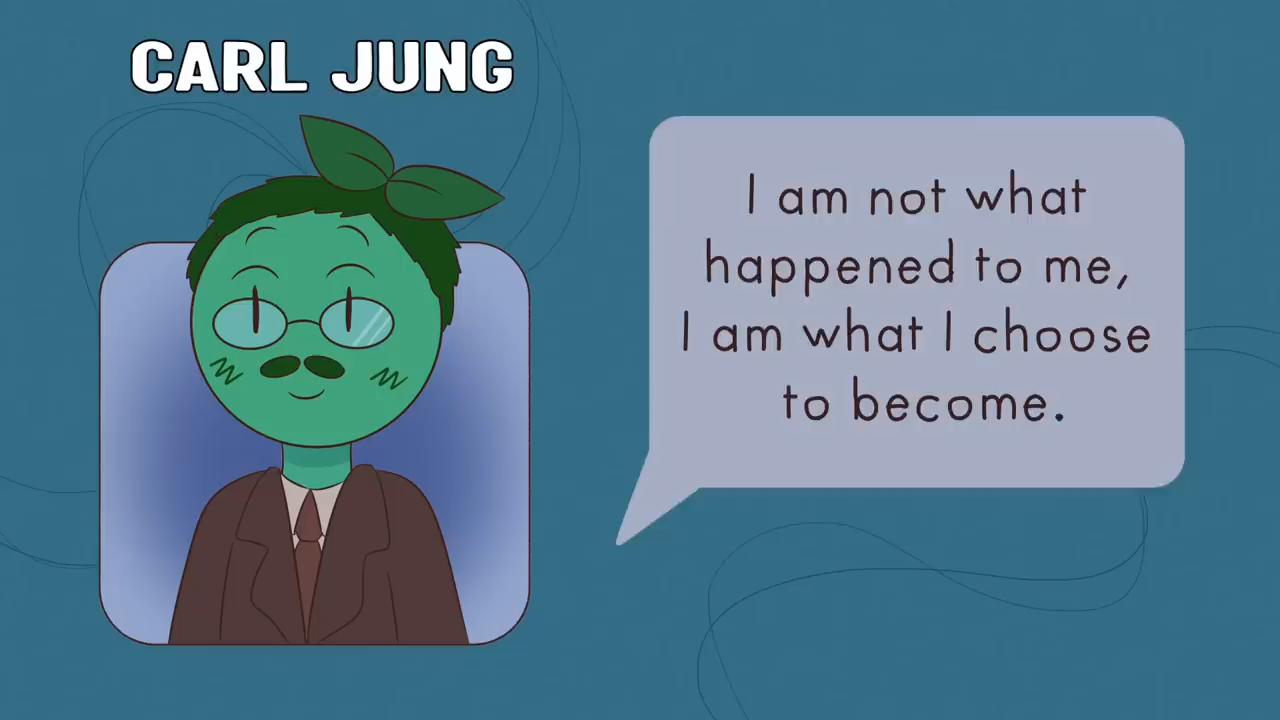 CARL JUNG
I am not what
happened to me,
I am what I choose
to become.